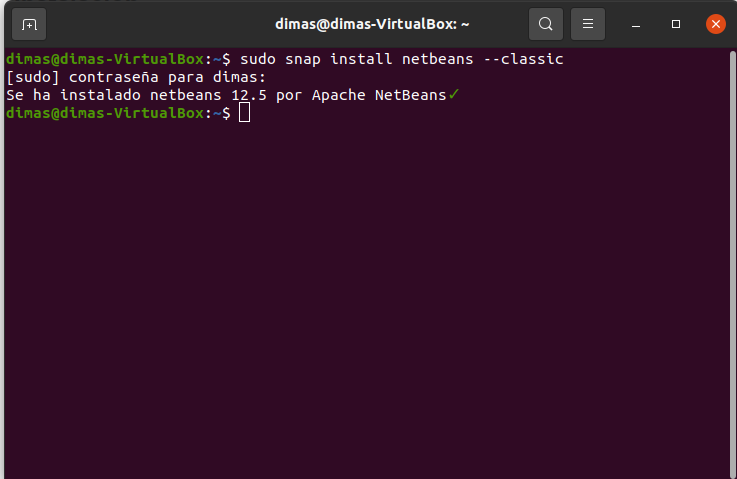 dimas@dimas-VirtualBox: ~
dimas@dimas-VirtualBox:~$ sudo snap install netbeans --classic
[sudo] contraseña para dimas:
Se ha instalado netbeans 12.5 por Apache NetBeans✓
dimas@dimas-VirtualBox:~$